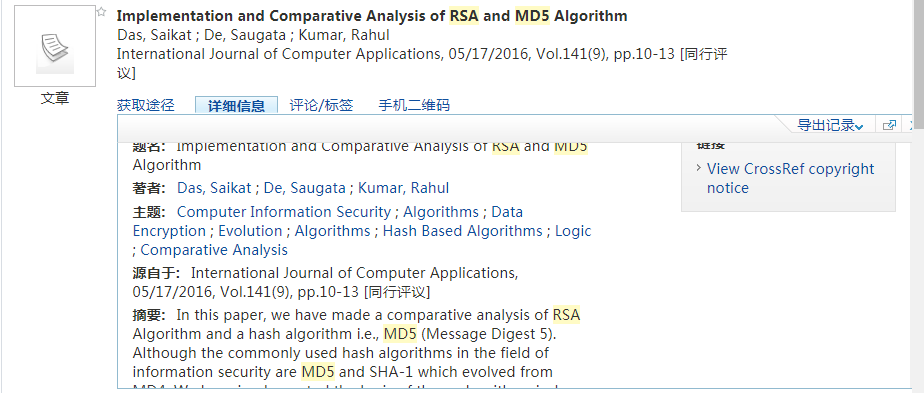 Implementation and Comparative Analysis of RSA and MD5 Algorithm
Das, Saikat ; De, Saugata ; Kumar, Rahul
International Journal of Computer Applications, 05/17/2016, Vol.141(9), pp.10-13 [同行评
议]
文章
获取途径 详细信息 评论/标签 手机二维码
导出记录
题名: Implementation and Comparative Analysis of RSA and MD5
Algorithm
链接
View CrossRef copyright
notice
著者: Das, Saikat ; De, Saugata ; Kumar, Rahul
主题: Computer Information Security ; Algorithms ; Data
Encryption ; Evolution ; Algorithms ; Hash Based Algorithms ; Logic
; Comparative Analysis
源自于: International Journal of Computer Applications,
05/17/2016, Vol.141(9), pp.10-13 [同行评议]
摘要: In this paper, we have made a comparative analysis of RSA
Algorithm and a hash algorithm i.e., MD5 (Message Digest 5).
Although the commonly used hash algorithms in the field of
information security are MD5 and SHA-1 which evolved from